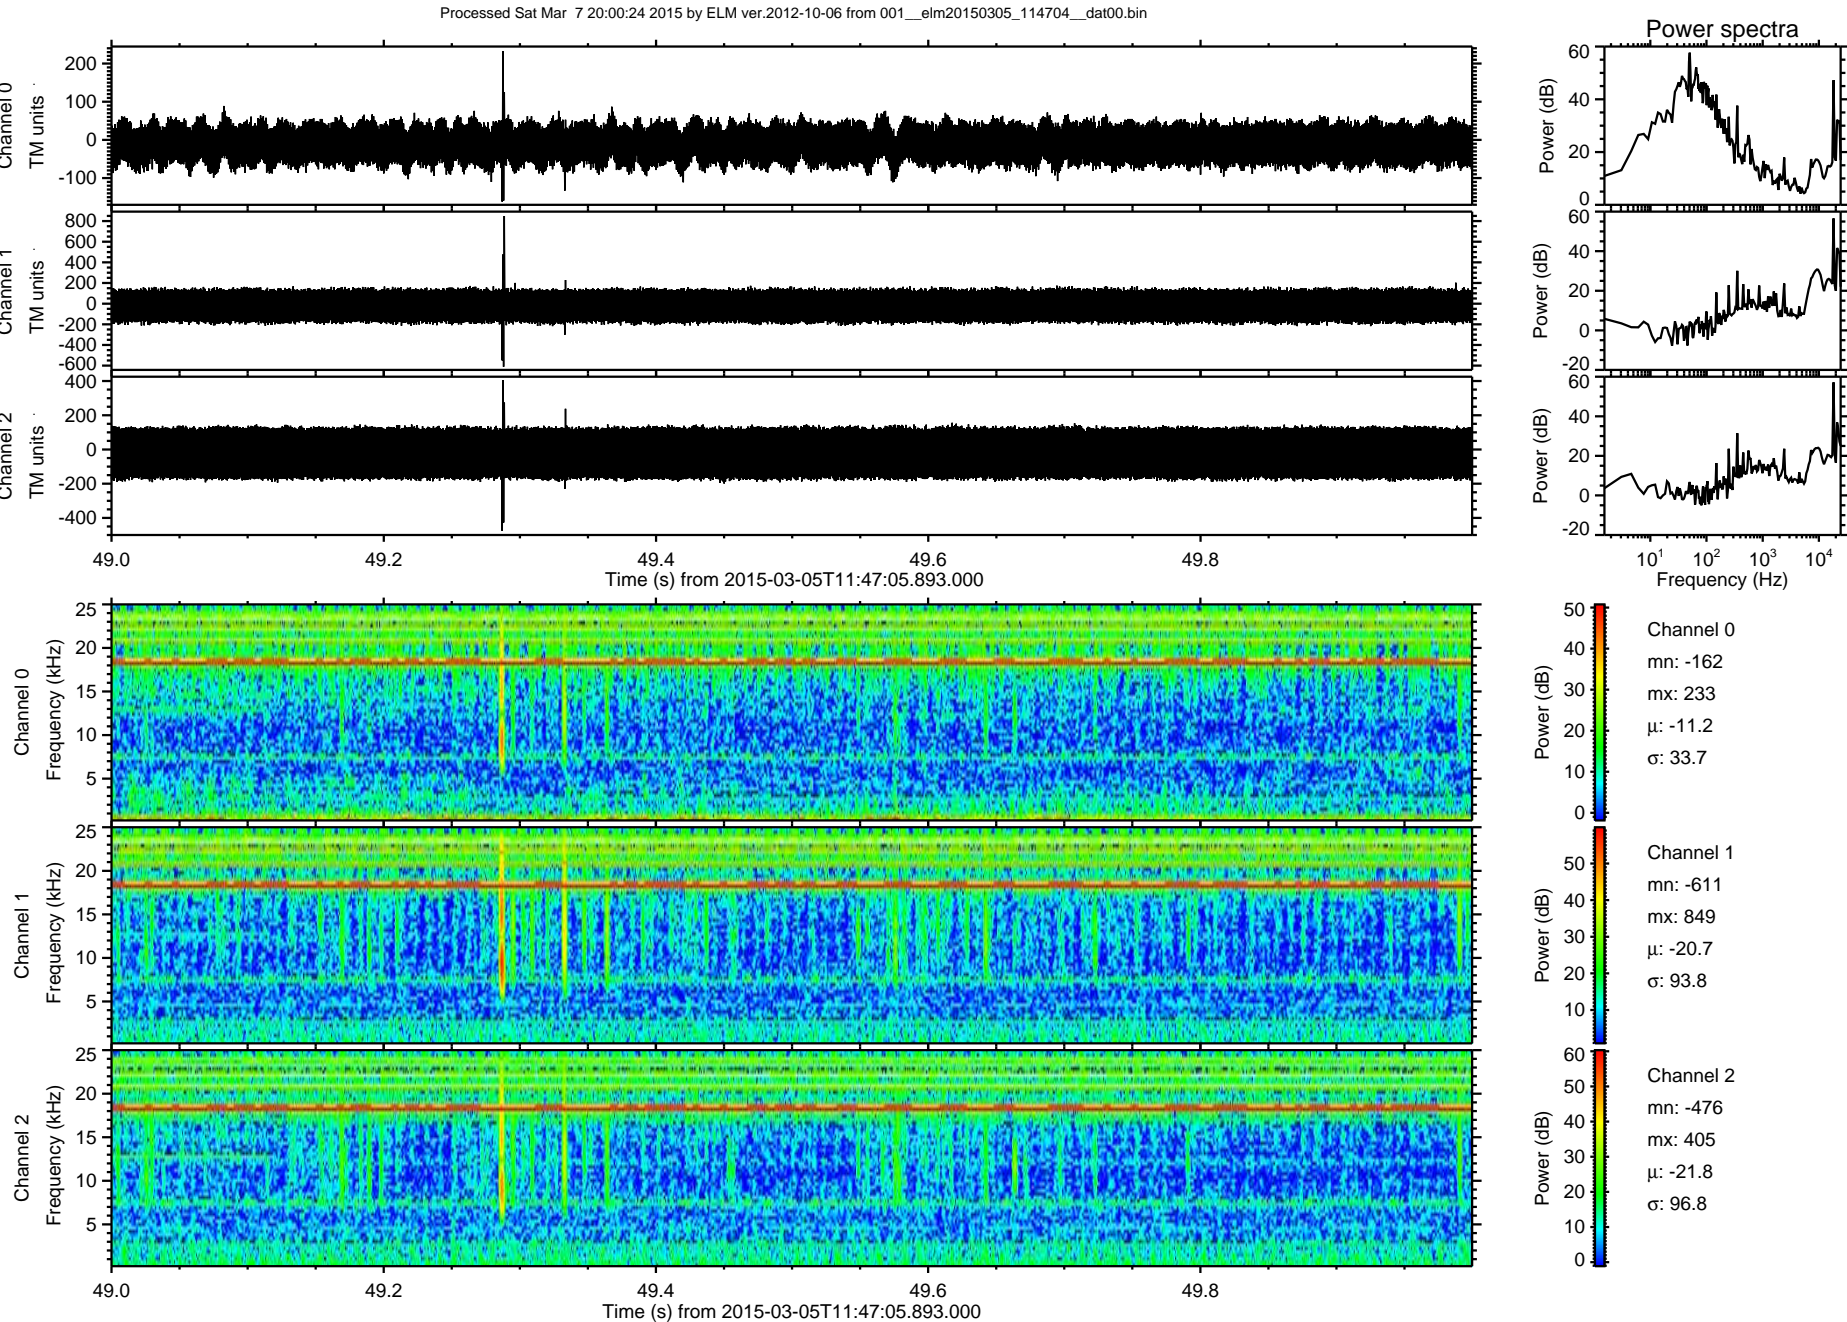 Processed Sat Mar 7 20:00:24 2015 by ELM ver.2012-10-06 from 001__elm20150305_114704__dat00.bin
Power spectra
Channel 0
TM units
200
100
0
-100
Power (dB)
60
40
20
0
Channel 1
TM units
800
600
400
200
0
-200
-400
-600
Power (dB)
60
40
20
0
-20
Channel 2
TM units
400
200
0
-200
-400
Power (dB)
60
40
20
0
-20
49.0
49.2
49.4
49.6
49.8
Time (s) from 2015-03-05T11:47:05.893.000
10¹
10²
10³
10⁴
Frequency (Hz)
Channel 0
Frequency (kHz)
25
20
15
10
5
Power (dB)
50
40
30
20
10
0
Channel 0
mn: -162
mx: 233
μ: -11.2
σ: 33.7
Channel 1
Frequency (kHz)
25
20
15
10
5
Power (dB)
50
40
30
20
10
Channel 1
mn: -611
mx: 849
μ: -20.7
σ: 93.8
Channel 2
Frequency (kHz)
25
20
15
10
5
Power (dB)
60
50
40
30
20
10
0
Channel 2
mn: -476
mx: 405
μ: -21.8
σ: 96.8
49.0
49.2
49.4
49.6
49.8
Time (s) from 2015-03-05T11:47:05.893.000